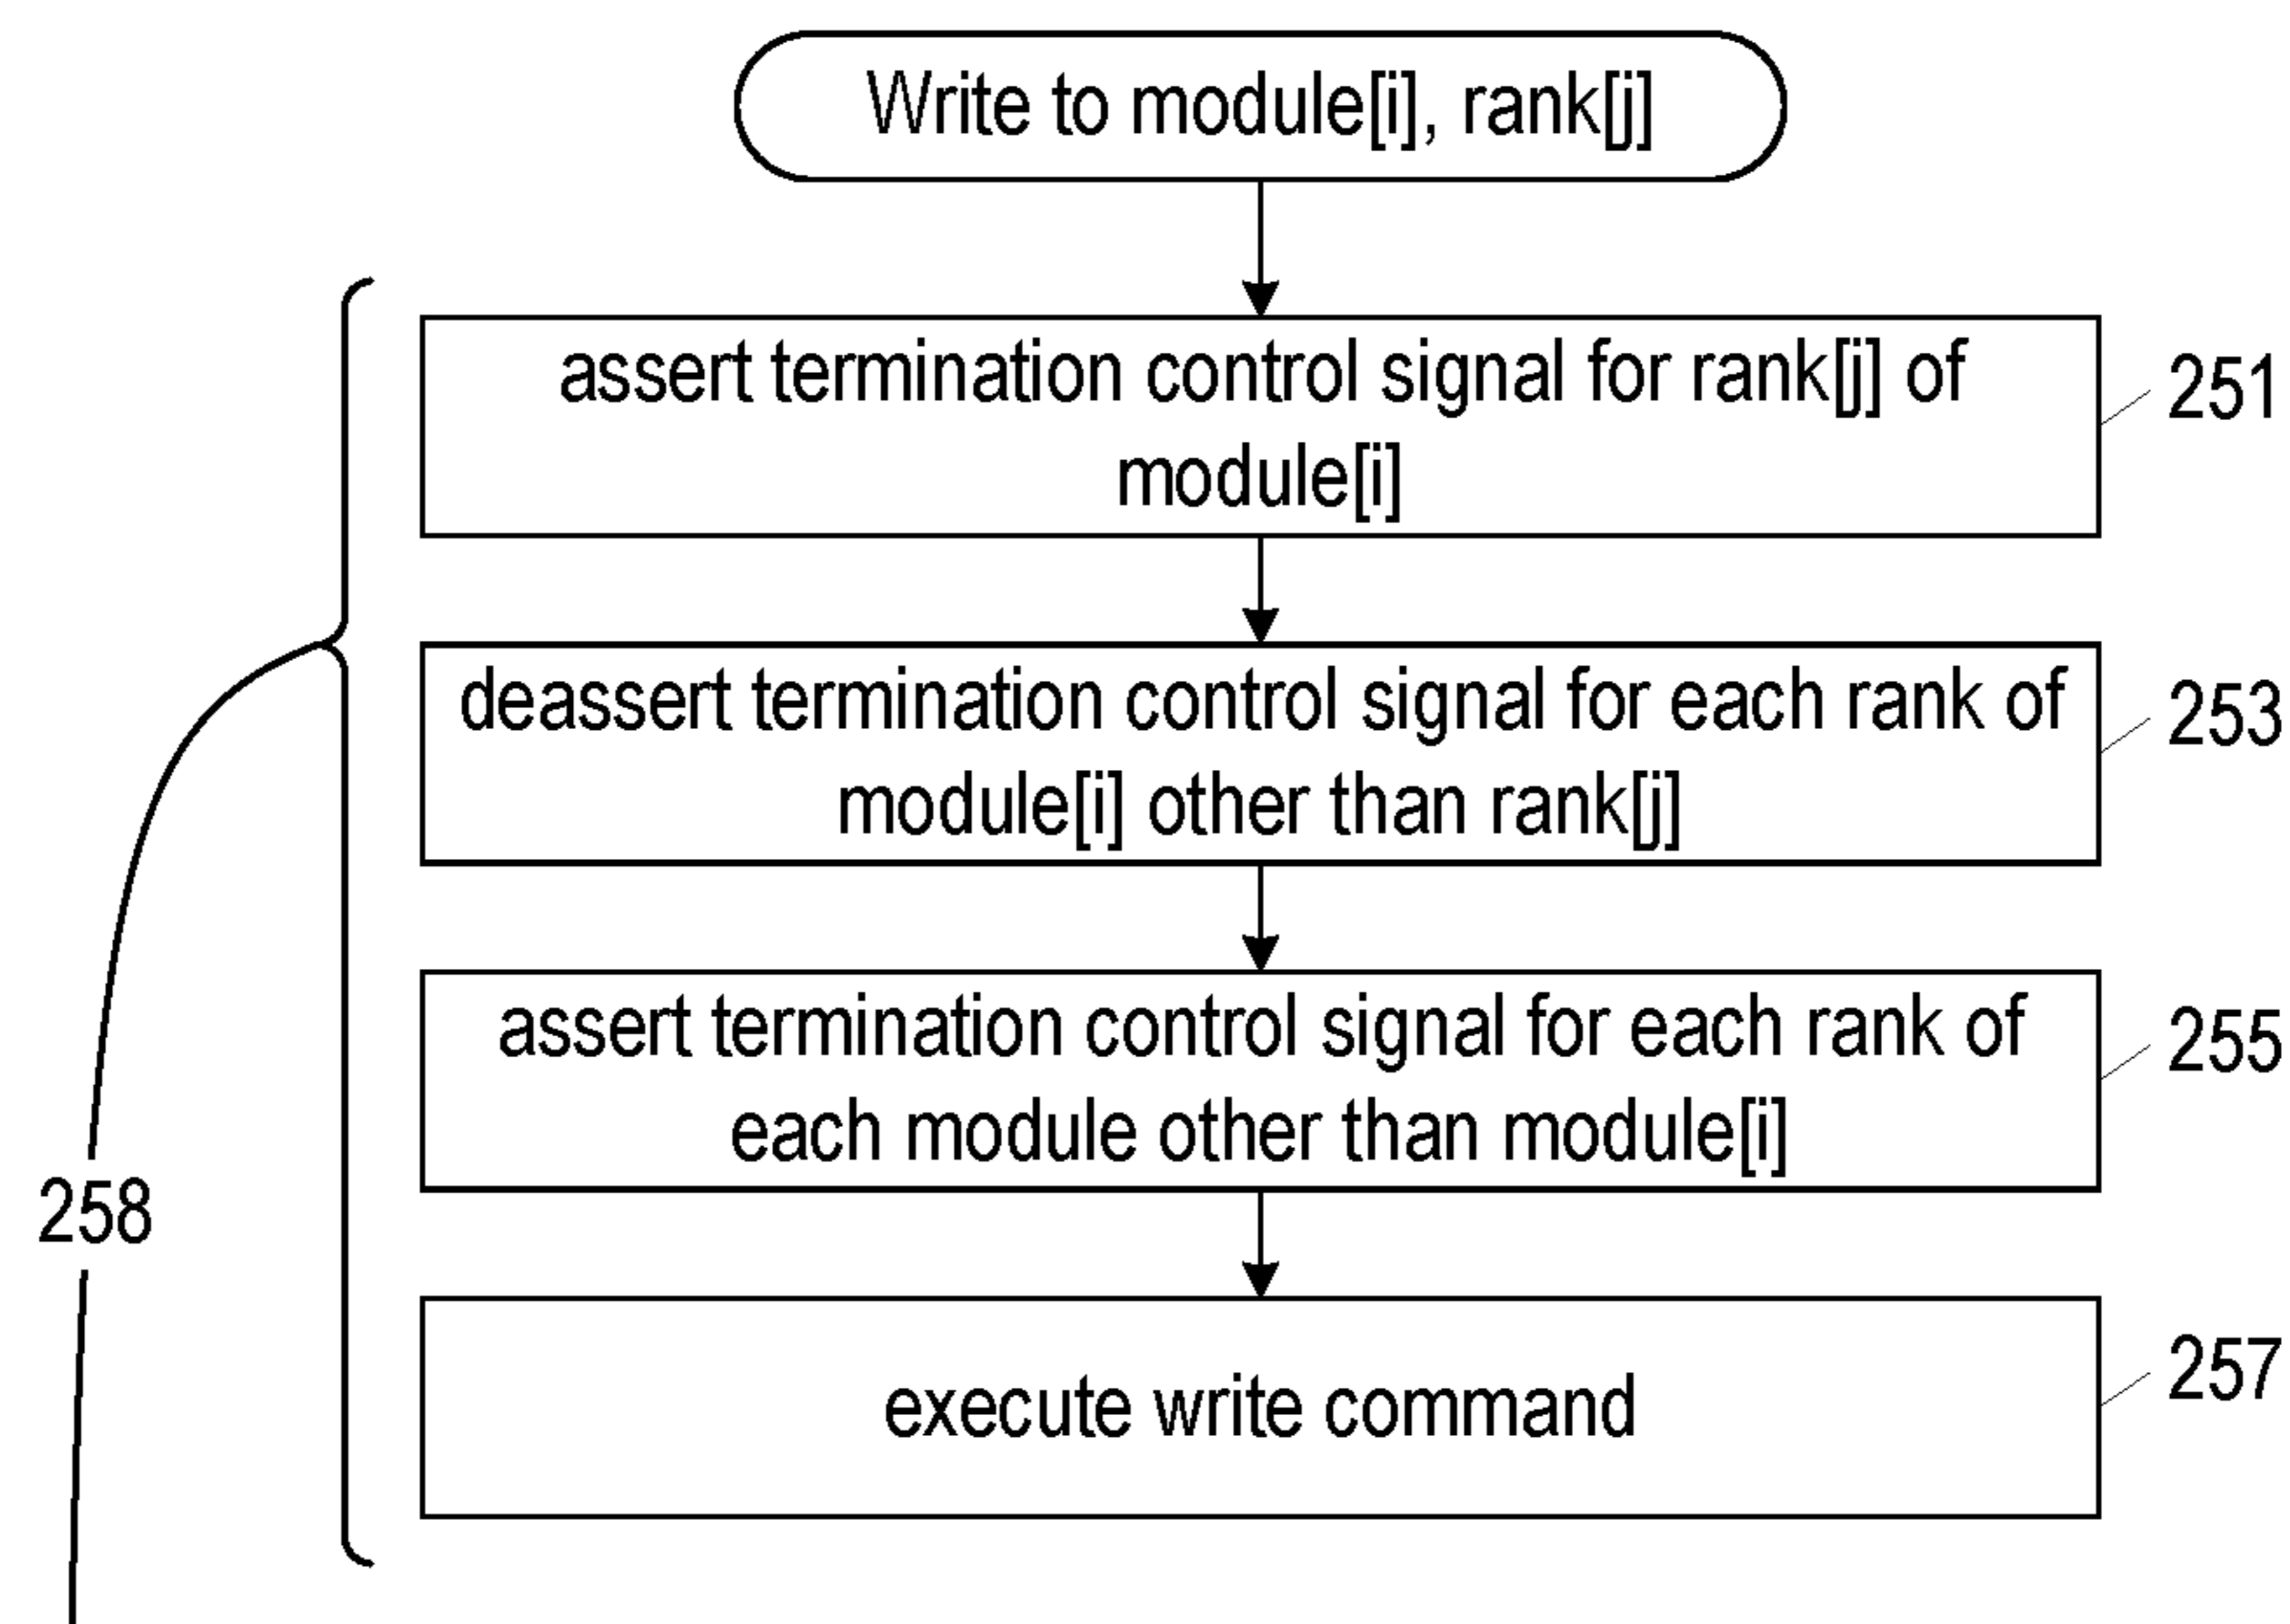 Write to module[i], rank[j]
assert termination control signal for rank[j] of
module[i]
251
deassert termination control signal for each rank of
module[i] other than rank[j]
253
assert termination control signal for each rank of
each module other than module[i]
255
258
execute write command
257